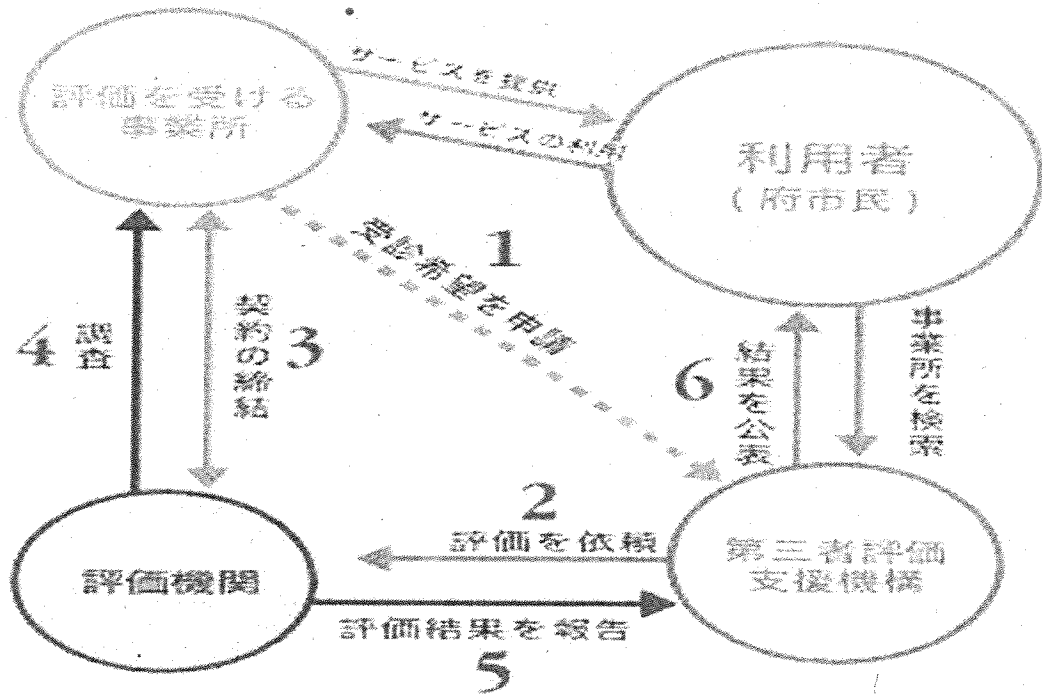 評価を受ける
事業所
サービスを提供
サービスの利用
利用者
(府市民)
1
受診希望を申請
4
調査
契約の締結
3
6
結果を公表
事業所を検索
2
評価を依頼
評価機関
第三者評価
支援機構
評価結果を報告
5